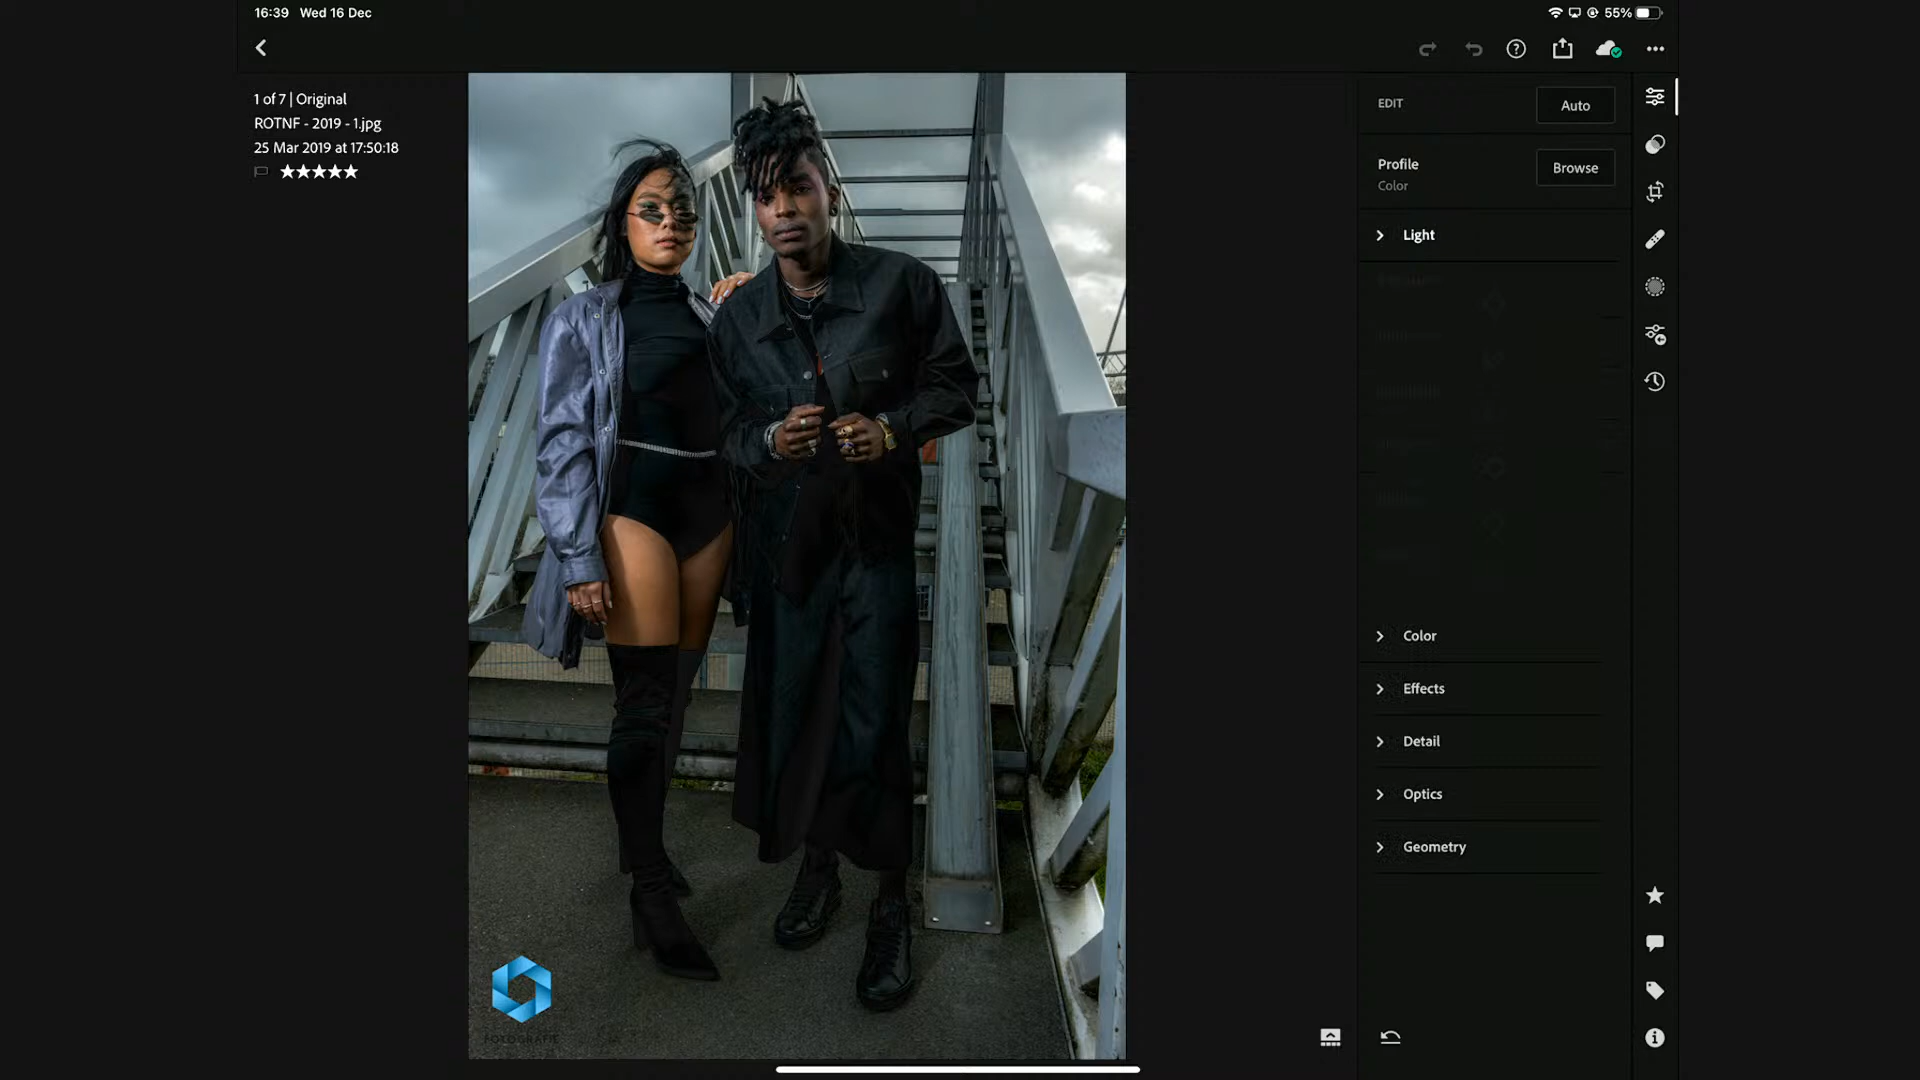 16:39 Wed 16 Dec
55%
1 of 7 | Original
ROTNF - 2019 - 1.jpg
25 Mar 2019 at 17:50:18
EDIT
Auto
Profile
Color
Browse
Light
Color
Effects
Detail
Optics
Geometry
FOTOGRAFIE